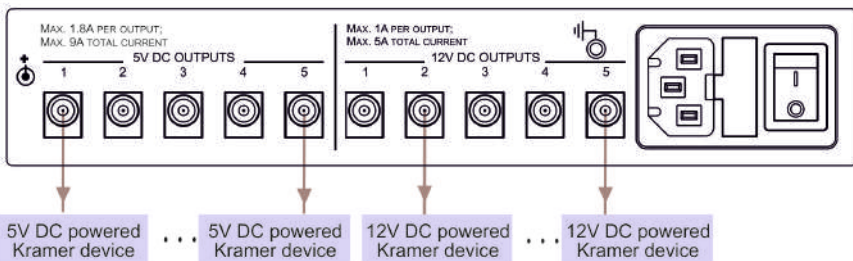 MAX. 1.8A PER OUTPUT;
MAX. 9A TOTAL CURRENT
5V DC OUTPUTS
+
1 2 3 4 5
MAX. 1A PER OUTPUT;
MAX. 5A TOTAL CURRENT
12V DC OUTPUTS
1 2 3 4 5
5V DC powered
Kramer device
. . .
5V DC powered
Kramer device
12V DC powered
Kramer device
. . .
12V DC powered
Kramer device